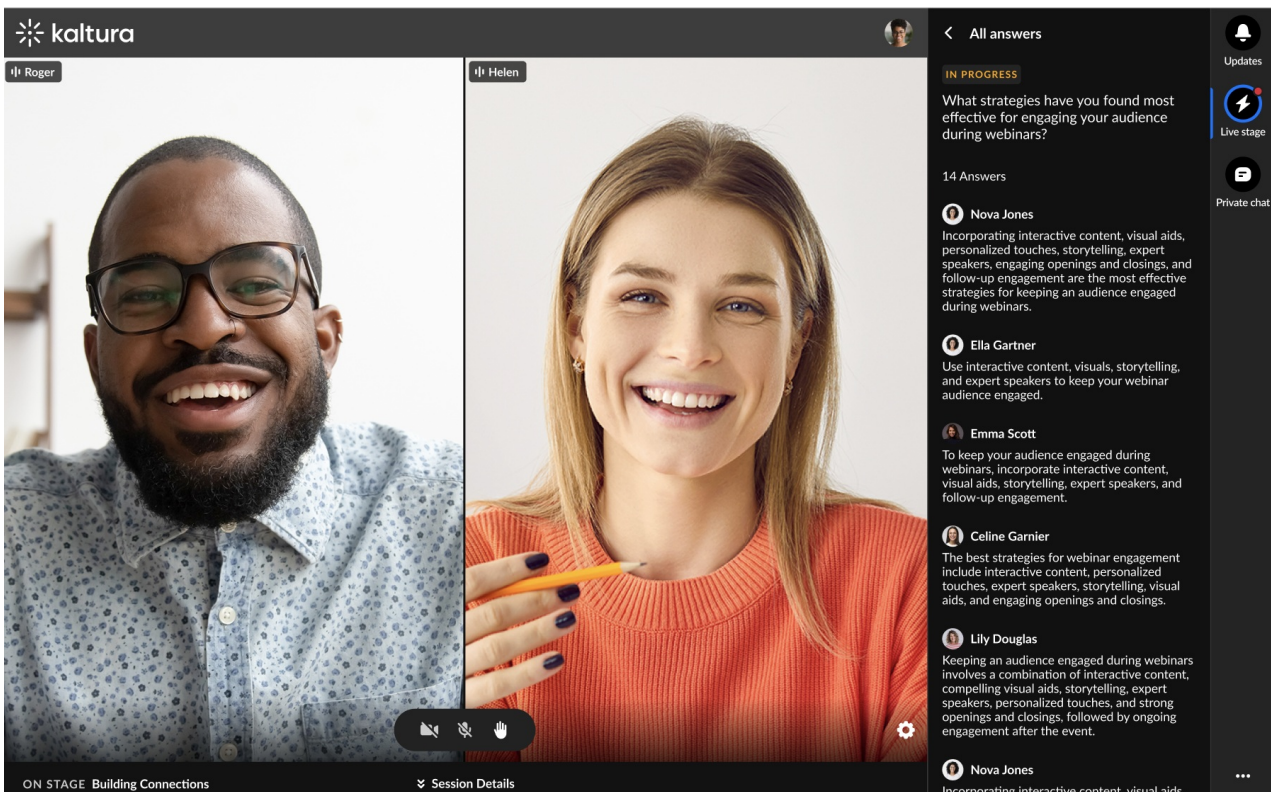 kaltura
Roger
Helen
ON STAGE Building Connections
Session Details
All answers
IN PROGRESS
What strategies have you found most
effective for engaging your audience
during webinars?
14 Answers
Nova Jones
Incorporating interactive content, visual aids,
personalized touches, storytelling, expert
speakers, engaging openings and closings, and
follow-up engagement are the most effective
strategies for keeping an audience engaged
during webinars.
Ella Gartner
Use interactive content, visuals, storytelling,
and expert speakers to keep your webinar
audience engaged.
Emma Scott
To keep your audience engaged during
webinars, incorporate interactive content,
visual aids, storytelling, expert speakers, and
follow-up engagement.
Celine Garnier
The best strategies for webinar engagement
include interactive content, personalized
touches, expert speakers, storytelling, visual
aids, and engaging openings and closings.
Lily Douglas
Keeping an audience engaged during webinars
involves a combination of interactive content,
compelling visual aids, storytelling, expert
speakers, personalized touches, and strong
openings and closings, followed by ongoing
engagement after the event.
Nova Jones
Incorporating interactive content, visual aids,
Updates
Live stage
Private chat